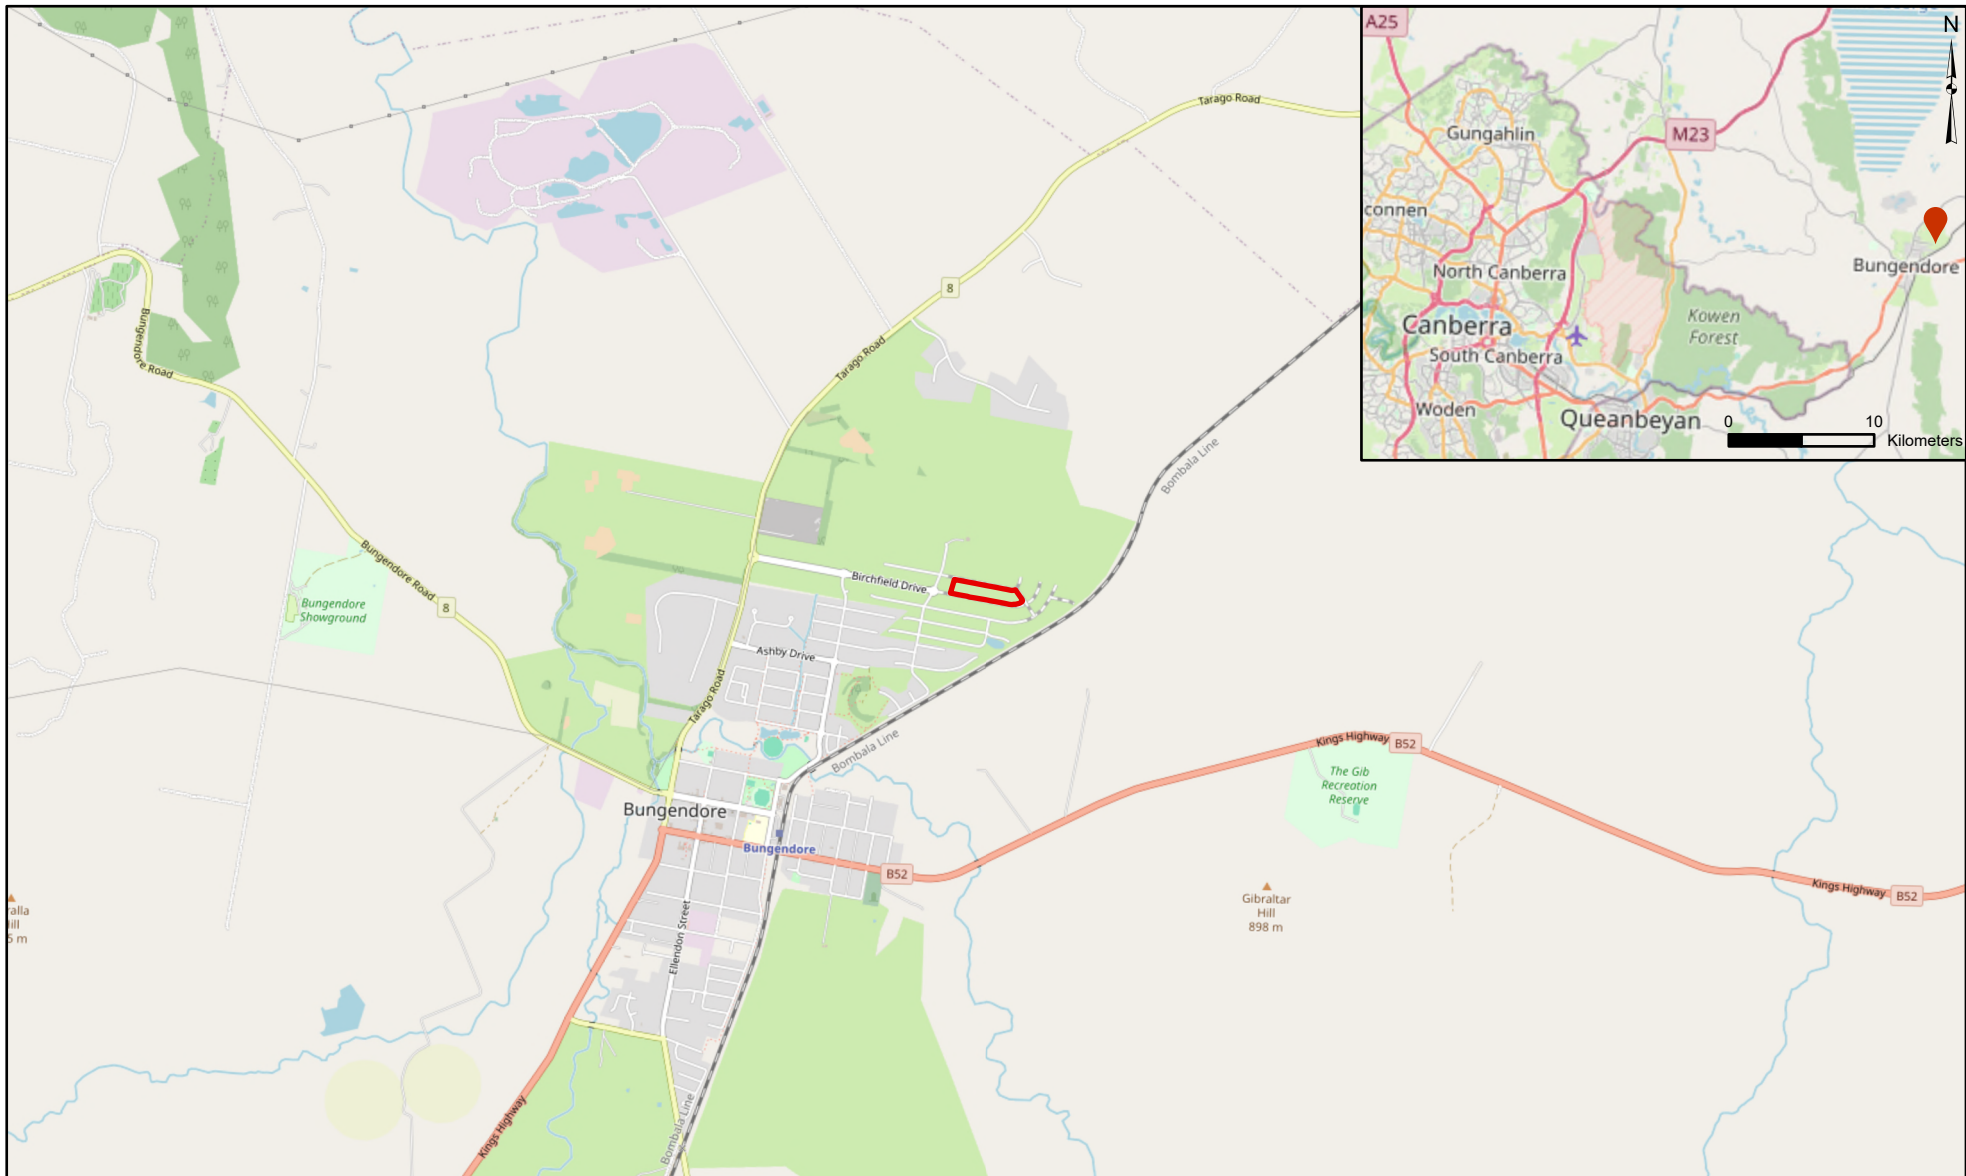 Tarago Road
8
Tarago Road
Bungendore Road
Bungendore Road
8
Bungendore
Showground
Birchfield Drive
Ashby Drive
Tarago Road
Bombala Line
Bombala Line
Bungendore
Bungendore
B52
Kings Highway
B52
The Gib
Recreation
Reserve
Kings Highway
B52
Gibraltar
Hill
898 m
Ellendon Street
Kings Highway
Bombala Line
A25
N
Gungahlin
M23
connen
Bungendore
North Canberra
Kowen
Forest
Canberra
South Canberra
Woden
Queanbeyan
0
10
Kilometers